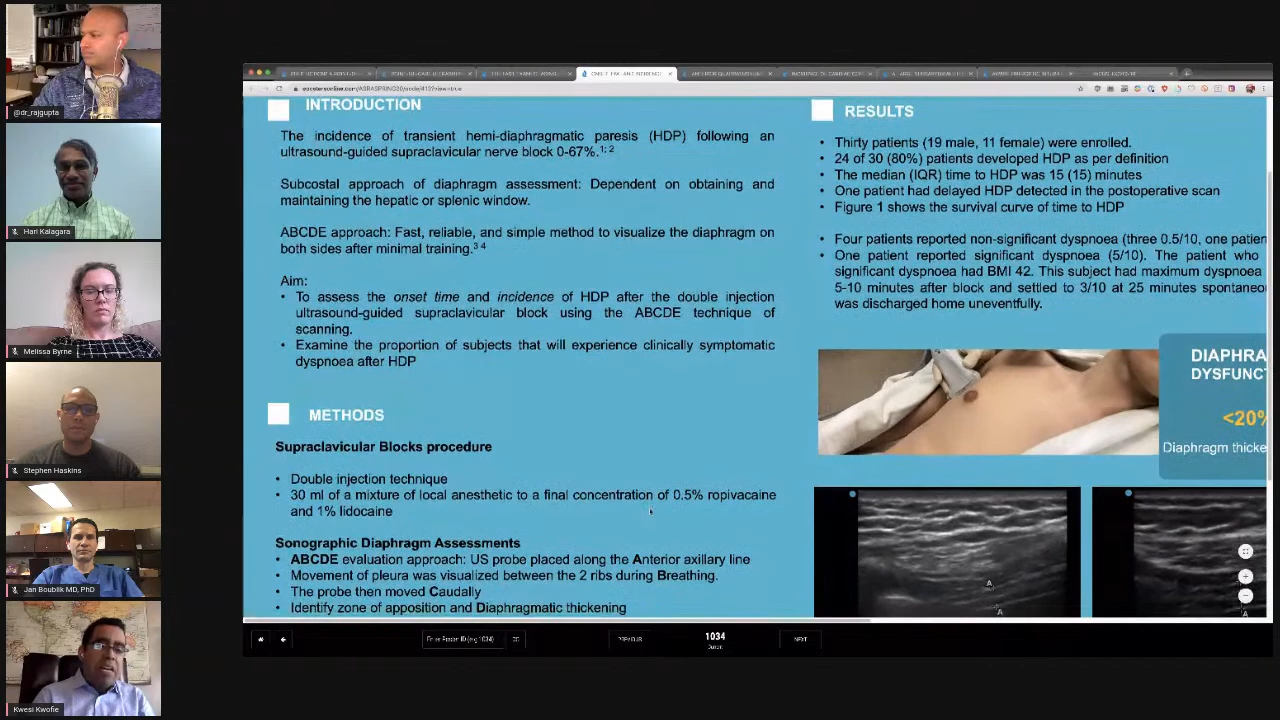 @dr_rajgupta
Hari Kalagara
Melissa Byrne
Stephen Haskins
Jan Boublik MD, PhD
Kwesi Kwofie
INTRODUCTION
The incidence of transient hemi-diaphragmatic paresis (HDP) following an
ultrasound-guided supraclavicular nerve block 0-67%.1; 2
Subcostal approach of diaphragm assessment: Dependent on obtaining and
maintaining the hepatic or splenic window.
ABCDE approach: Fast, reliable, and simple method to visualize the diaphragm on
both sides after minimal training.3 4
Aim:
• To assess the onset time and incidence of HDP after the double injection
ultrasound-guided supraclavicular block using the ABCDE technique of
scanning.
• Examine the proportion of subjects that will experience clinically symptomatic
dyspnoea after HDP
METHODS
Supraclavicular Blocks procedure
• Double injection technique
• 30 ml of a mixture of local anesthetic to a final concentration of 0.5% ropivacaine
and 1% lidocaine
Sonographic Diaphragm Assessments
• ABCDE evaluation approach: US probe placed along the Anterior axillary line
• Movement of pleura was visualized between the 2 ribs during Breathing.
• The probe then moved Caudally
• Identify zone of apposition and Diaphragmatic thickening
RESULTS
• Thirty patients (19 male, 11 female) were enrolled.
• 24 of 30 (80%) patients developed HDP as per definition
• The median (IQR) time to HDP was 15 (15) minutes
• One patient had delayed HDP detected in the postoperative scan
• Figure 1 shows the survival curve of time to HDP
• Four patients reported non-significant dyspnoea (three 0.5/10, one patien
• One patient reported significant dyspnoea (5/10). The patient who
significant dyspnoea had BMI 42. This subject had maximum dyspnoea
5-10 minutes after block and settled to 3/10 at 25 minutes spontaneo
was discharged home uneventfully.
DIAPHRA
DYSFUNCT
<20%
Diaphragm thicke
A
A
A
PREVIOUS
1034
NEXT